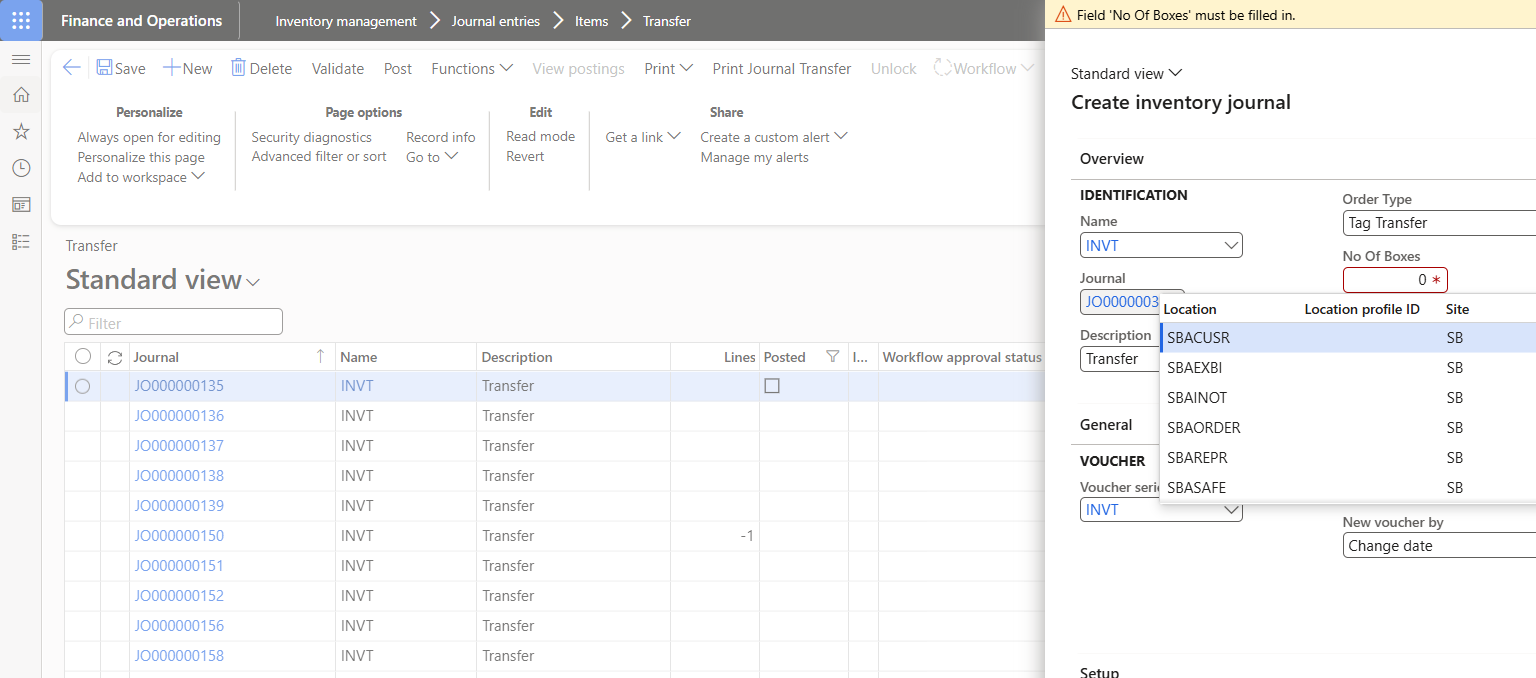 Finance and Operations
Inventory management Journal entries Items Transfer
Save New Delete Validate Post Functions View postings Print Print Journal Transfer Unlock Workflow
Personalize
Always open for editing
Personalize this page
Add to workspace
Page options
Security diagnostics Record info
Advanced filter or sort Go to
Edit
Read mode
Revert
Share
Get a link Create a custom alert
Manage my alerts
Transfer
Standard view
Filter
Journal Name Description Lines Posted I... Workflow approval status
JO000000135 INVT Transfer
JO000000136 INVT Transfer
JO000000137 INVT Transfer
JO000000138 INVT Transfer
JO000000139 INVT Transfer
JO000000150 INVT Transfer -1
JO000000151 INVT Transfer
JO000000152 INVT Transfer
JO000000156 INVT Transfer
JO000000158 INVT Transfer
Field 'No Of Boxes' must be filled in.
Standard view
Create inventory journal
Overview
IDENTIFICATION
Name
INVT
Journal
JO0000003
Description
Transfer
Order Type
Tag Transfer
No Of Boxes
0 *
Location Location profile ID Site
SBACUSR SB
SBAEXBI SB
SBAINOT SB
SBAORDER SB
SBAREPR SB
SBASAFE SB
General
VOUCHER
Voucher serie
INVT
New voucher by
Change date
Setup